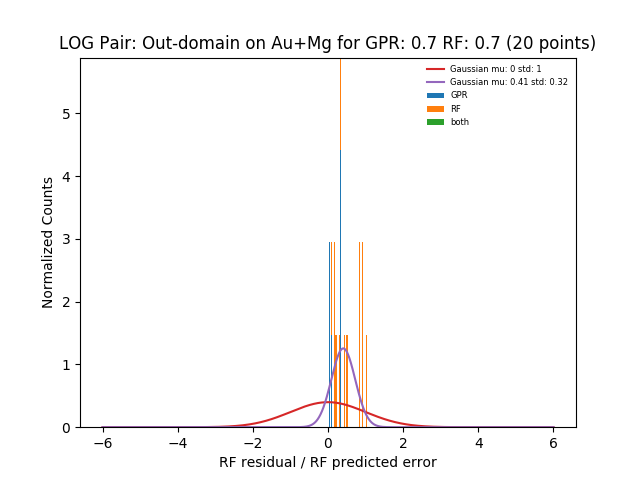 LOG Pair: Out-domain on Au+Mg for GPR: 0.7 RF: 0.7 (20 points)
Gaussian mu: 0 std: 1
Gaussian mu: 0.41 std: 0.32
GPR
RF
both
Normalized Counts
5
4
3
2
1
0
−6
−4
−2
0
2
4
6
RF residual / RF predicted error